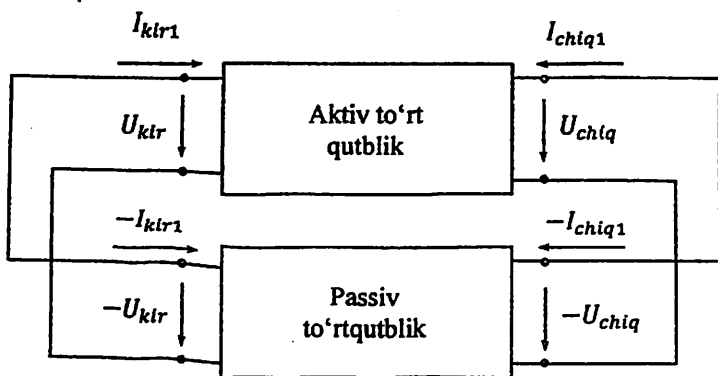 I_kir1
I_chiq1
U_kir
Aktiv to‘rt
qutblik
U_chiq
−I_kir1
−I_chiq1
−U_kir
Passiv
to‘rtqutblik
−U_chiq